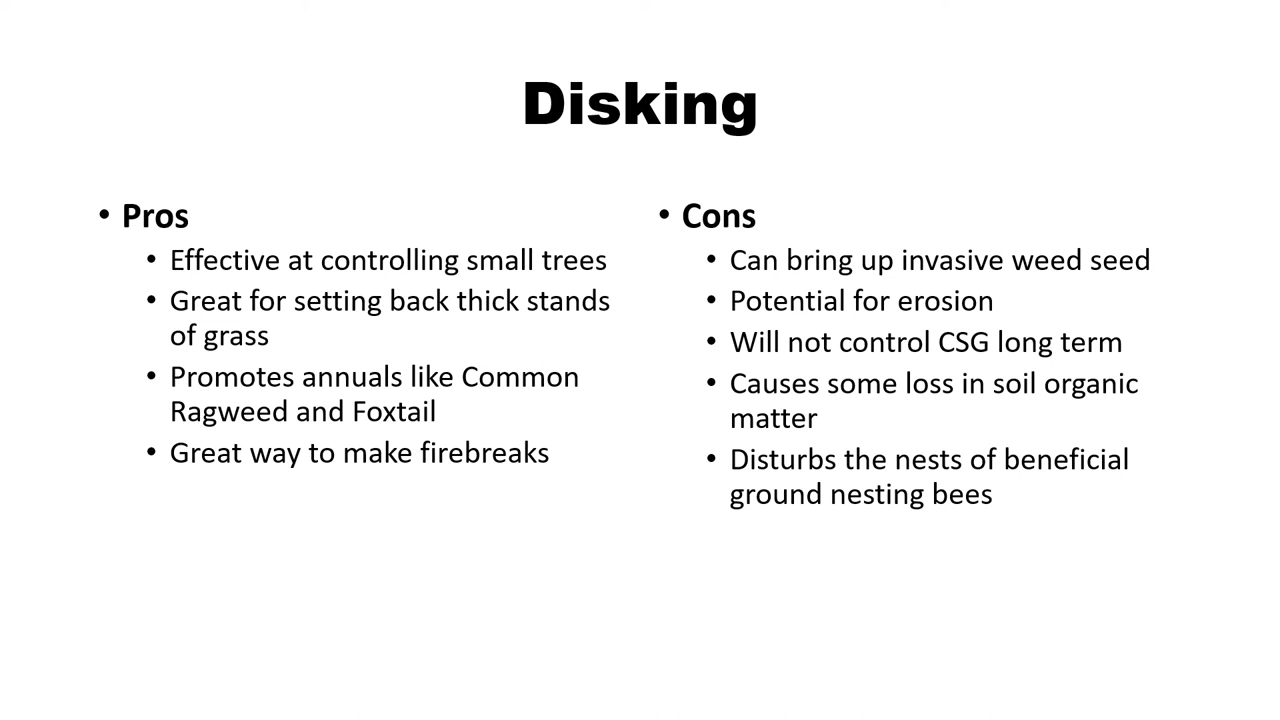 Disking
• Pros
• Effective at controlling small trees
• Great for setting back thick stands
of grass
• Promotes annuals like Common
Ragweed and Foxtail
• Great way to make firebreaks
• Cons
• Can bring up invasive weed seed
• Potential for erosion
• Will not control CSG long term
• Causes some loss in soil organic
matter
• Disturbs the nests of beneficial
ground nesting bees